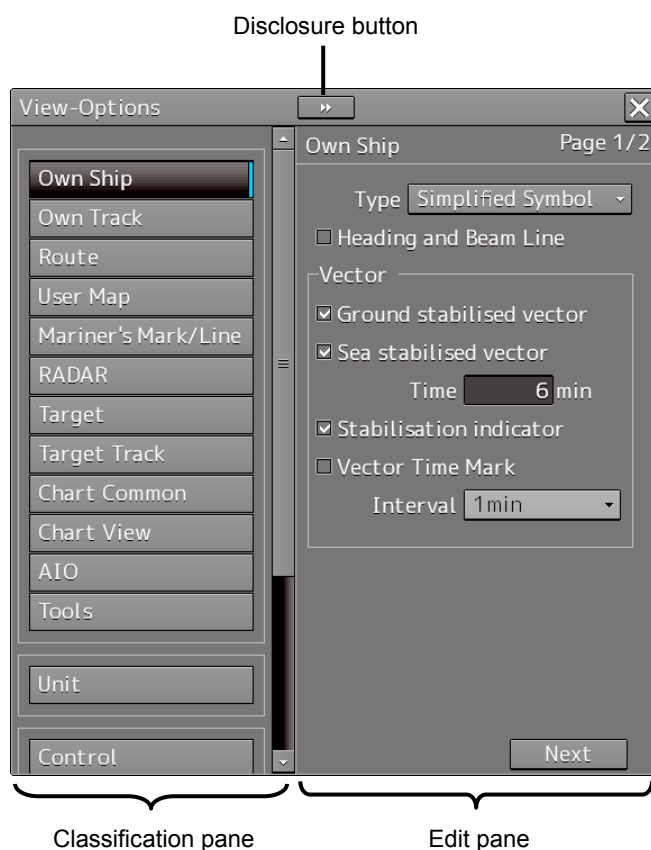 Disclosure button
View-Options
Own Ship
Own Track
Route
User Map
Mariner's Mark/Line
RADAR
Target
Target Track
Chart Common
Chart View
AIO
Tools
Unit
Control
Own Ship Page 1/2
Type Simplified Symbol
Heading and Beam Line
Vector
Ground stabilised vector
Sea stabilised vector
Time 6 min
Stabilisation indicator
Vector Time Mark
Interval 1min
Next
Classification pane
Edit pane